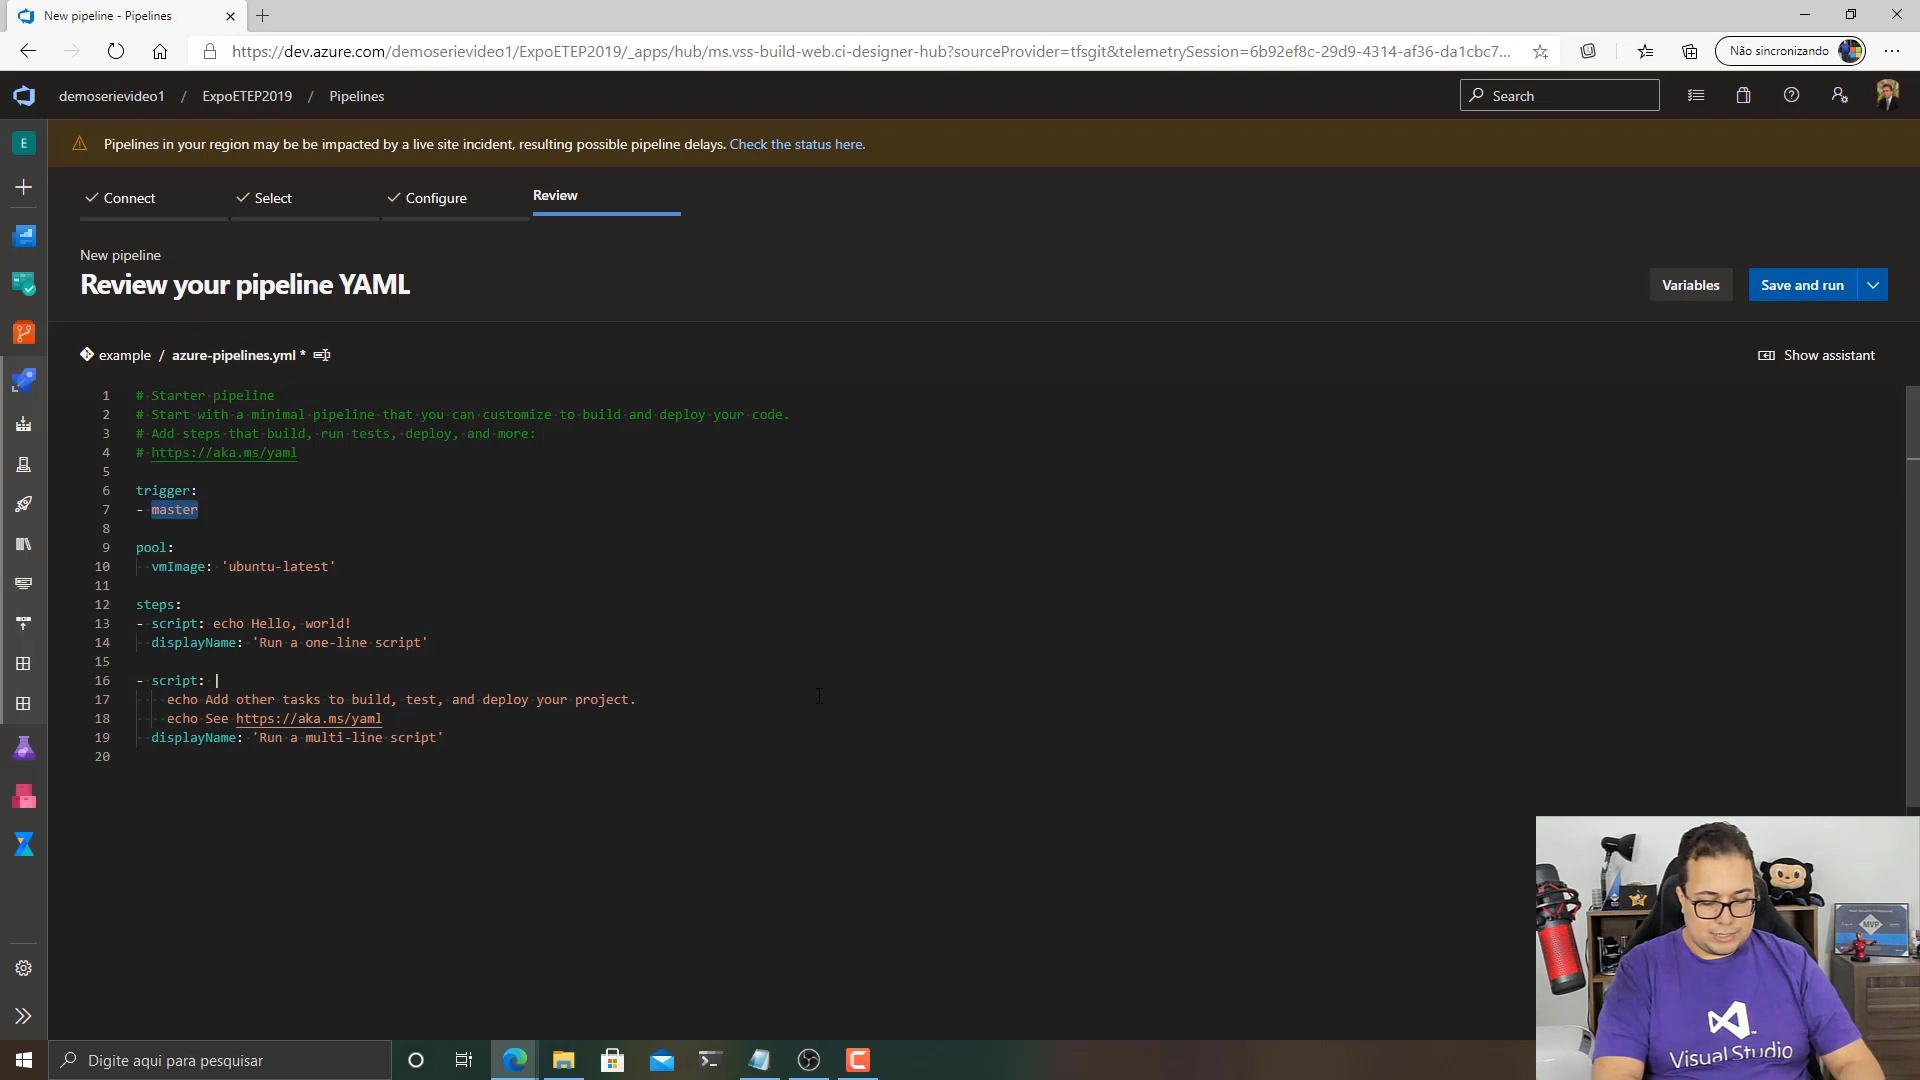 New pipeline - Pipelines
https://dev.azure.com/demoserievideo1/ExpoETEP2019/_apps/hub/ms.vss-build-web.ci-designer-hub?sourceProvider=tfsgit&telemetrySession=6b92ef8c-29d9-4314-af36-da1cbc7...
Não sincronizando
demoserievideo1 / ExpoETEP2019 / Pipelines
Search
E
Pipelines in your region may be be impacted by a live site incident, resulting possible pipeline delays. Check the status here.
Connect
Select
Configure
Review
New pipeline
Review your pipeline YAML
Variables
Save and run
example / azure-pipelines.yml *
Show assistant
1 # Starter pipeline
2 # Start with a minimal pipeline that you can customize to build and deploy your code.
3 # Add steps that build, run tests, deploy, and more:
4 # https://aka.ms/yaml
5
6 trigger:
7 - master
8
9 pool:
10 vmImage: 'ubuntu-latest'
11
12 steps:
13 - script: echo Hello, world!
14 displayName: 'Run a one-line script'
15
16 - script: |
17 echo Add other tasks to build, test, and deploy your project.
18 echo See https://aka.ms/yaml
19 displayName: 'Run a multi-line script'
20
MVP
Visual Studio
Digite aqui para pesquisar